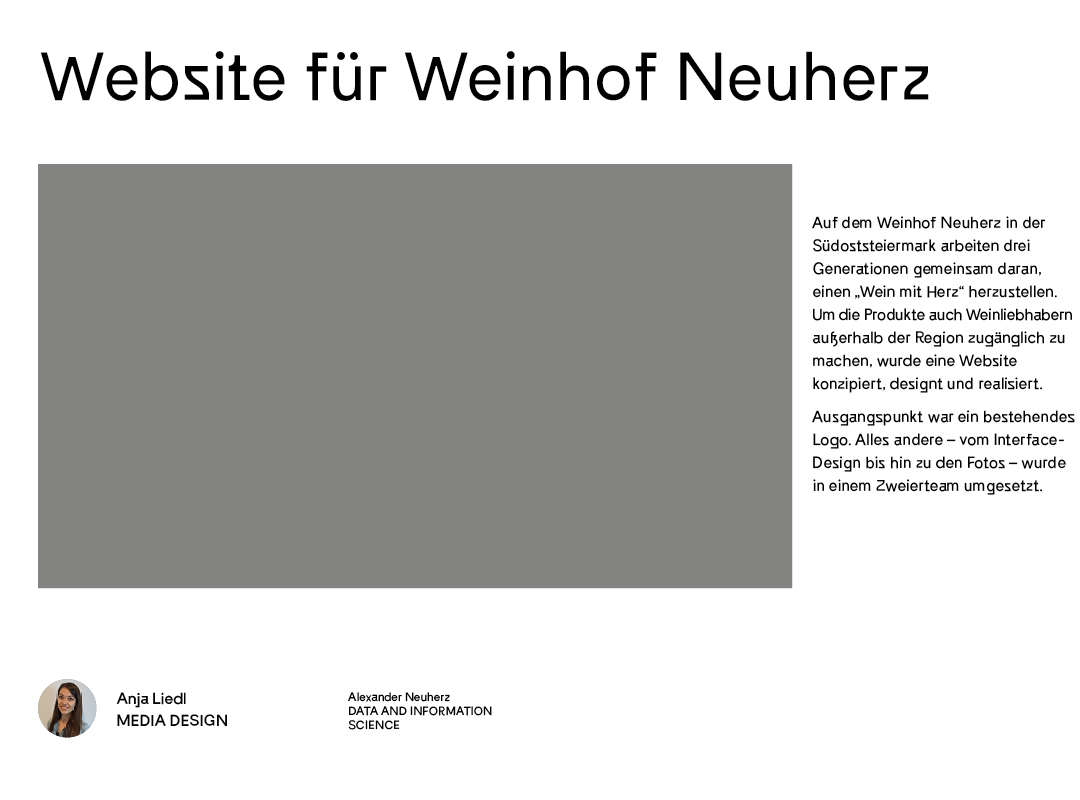 Website für Weinhof Neuherz
Auf dem Weinhof Neuherz in der
Südoststeiermark arbeiten drei
Generationen gemeinsam daran,
einen „Wein mit Herz“ herzustellen.
Um die Produkte auch Weinliebhabern
außerhalb der Region zugänglich zu
machen, wurde eine Website
konzipiert, designt und realisiert.
Ausgangspunkt war ein bestehendes
Logo. Alles andere – vom Interface-
Design bis hin zu den Fotos – wurde
in einem Zweierteam umgesetzt.
Anja Liedl
MEDIA DESIGN
Alexander Neuherz
DATA AND INFORMATION
SCIENCE